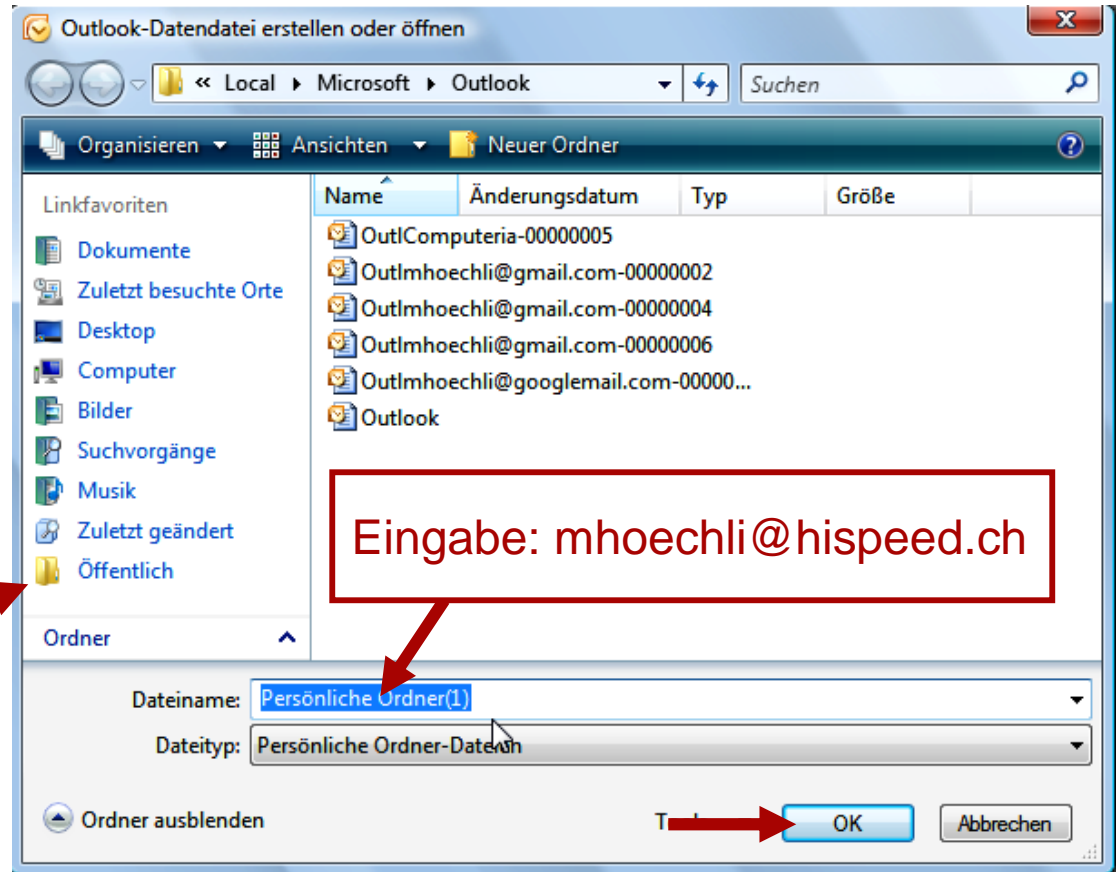 Outlook-Datendatei erstellen oder öffnen
« Local Microsoft Outlook Suchen
Organisieren Ansichten Neuer Ordner
Linkfavoriten
Dokumente
Zuletzt besuchte Orte
Desktop
Computer
Bilder
Suchvorgänge
Musik
Zuletzt geändert
Öffentlich
Ordner
Name Änderungsdatum Typ Größe
OutlComputeria-00000005
Outlmhoechli@gmail.com-00000002
Outlmhoechli@gmail.com-00000004
Outlmhoechli@gmail.com-00000006
Outlmhoechli@googlemail.com-00000...
Outlook
Eingabe: mhoechli@hispeed.ch
Dateiname: Persönliche Ordner(1)
Dateityp: Persönliche Ordner-Dateien
Ordner ausblenden OK Abbrechen